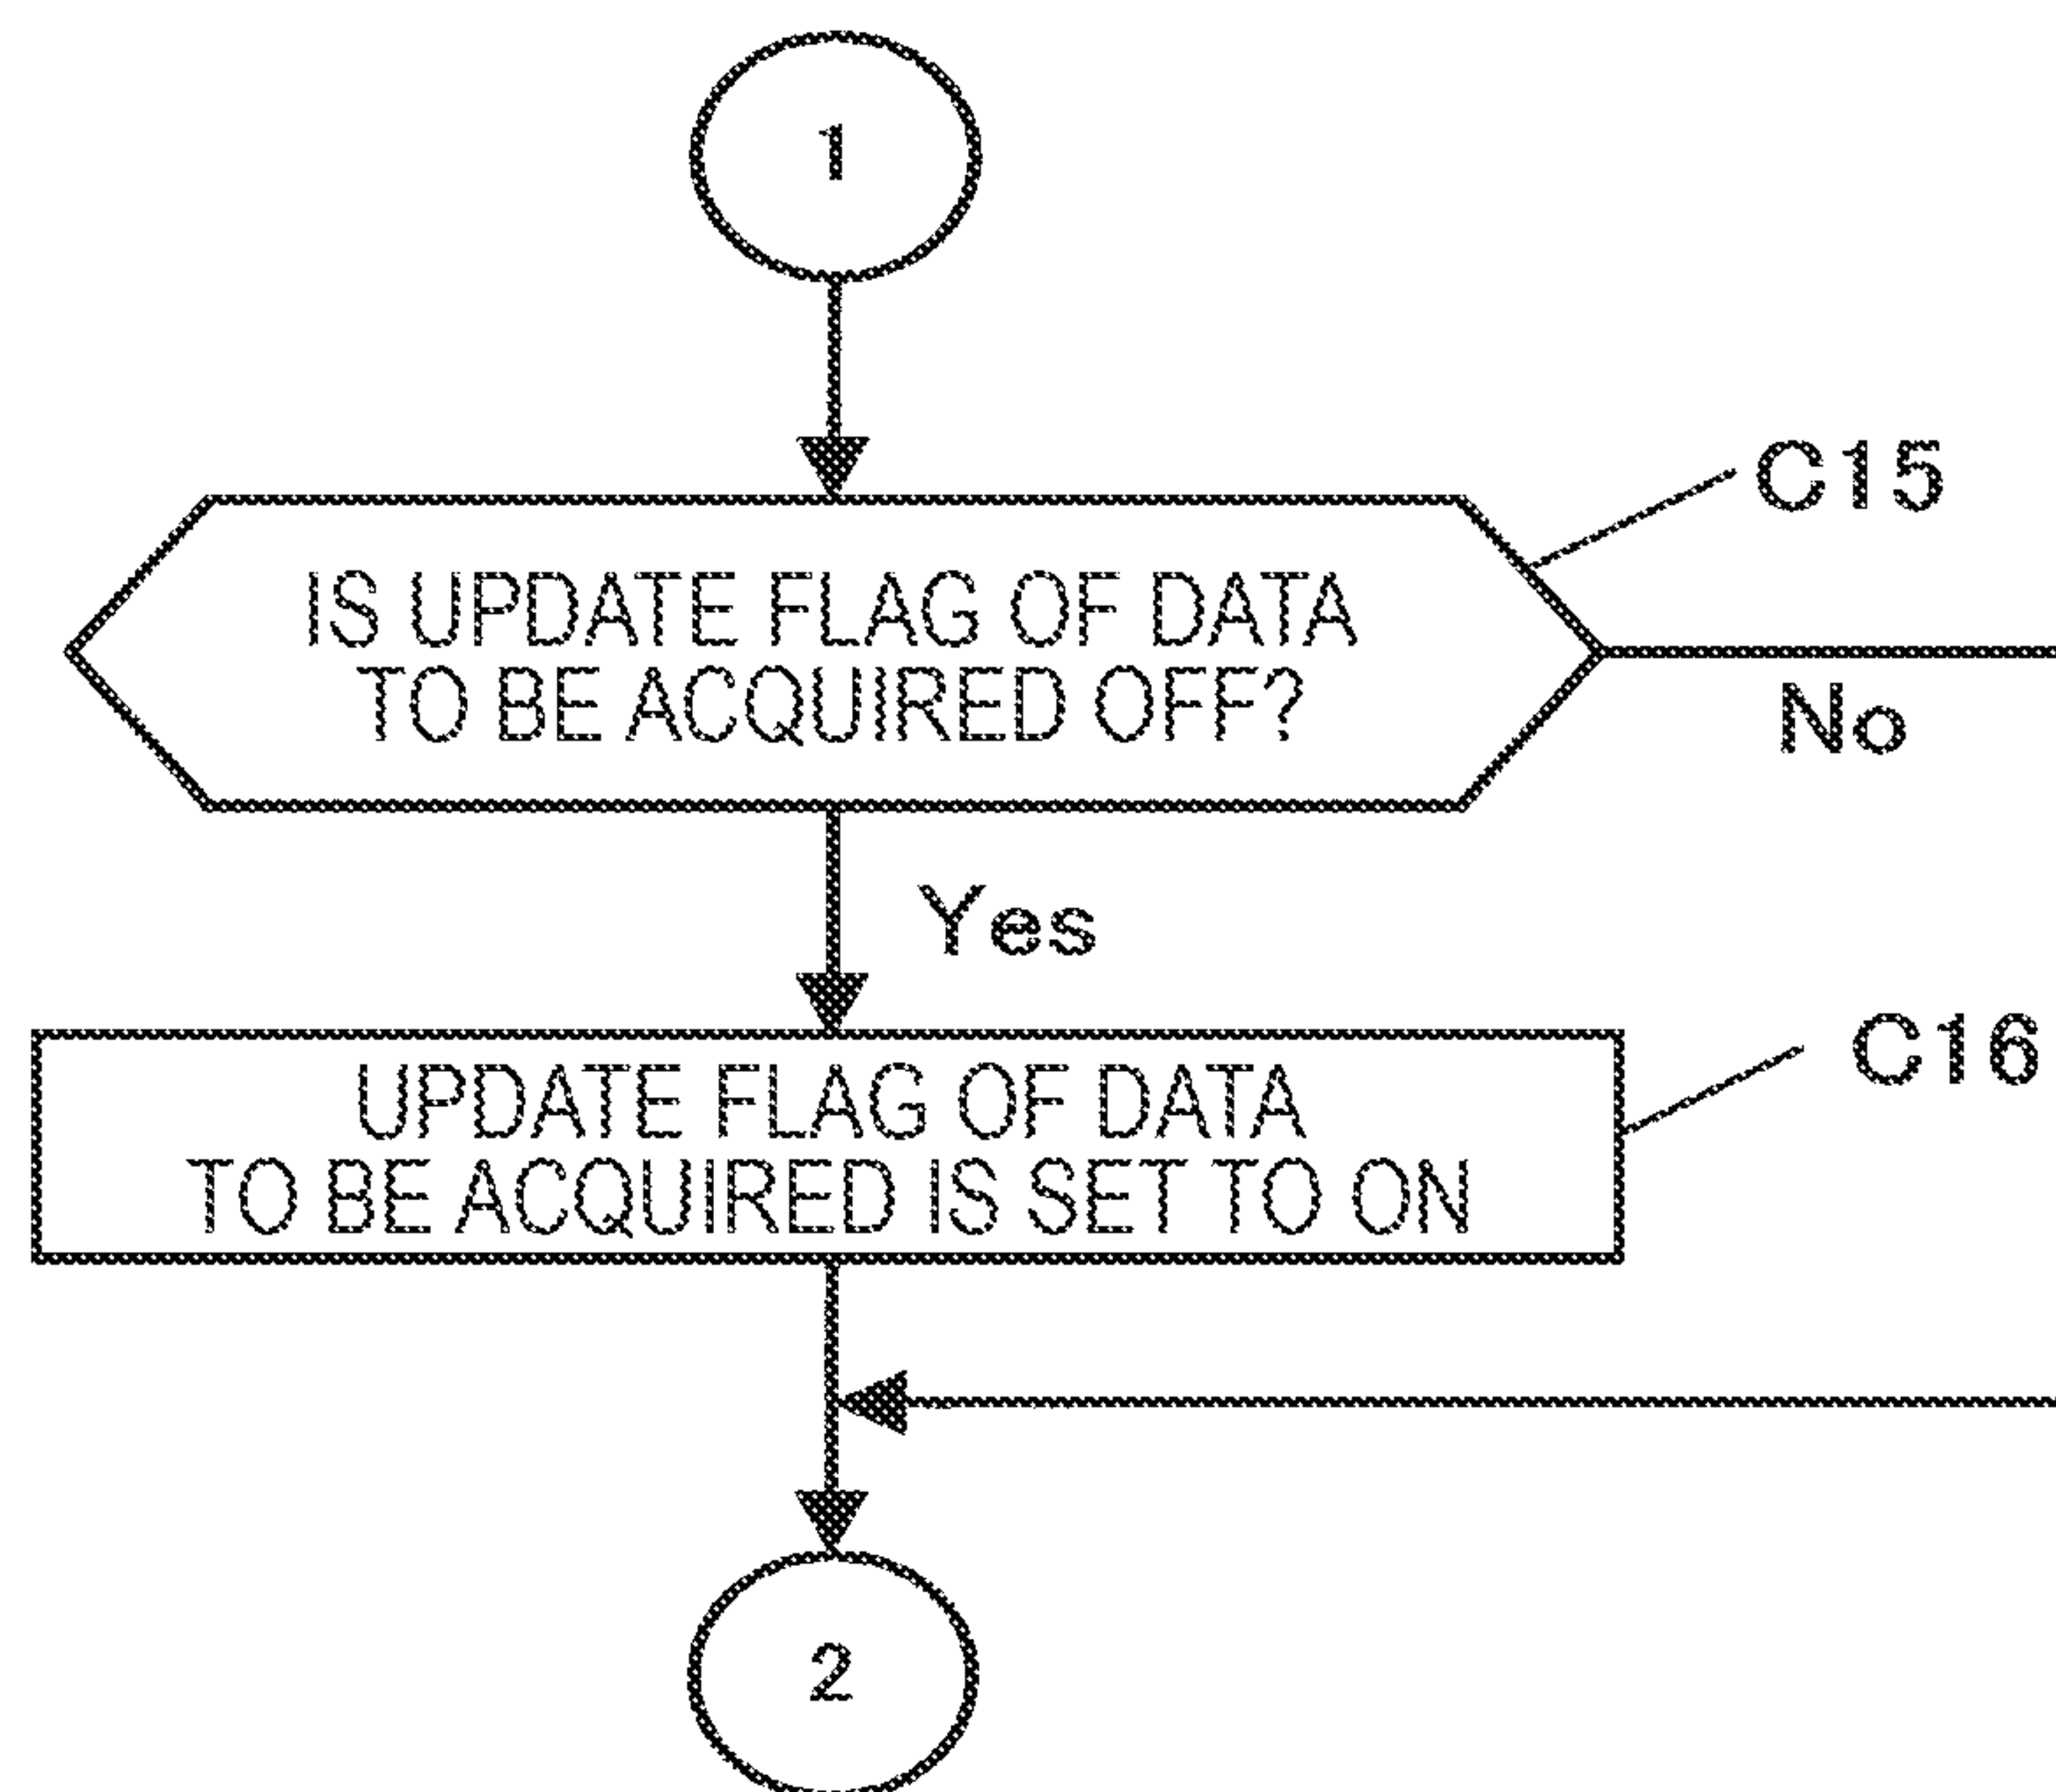 1
C15
IS UPDATE FLAG OF DATA
TO BE ACQUIRED OFF?
No
Yes
C16
UPDATE FLAG OF DATA
TO BE ACQUIRED IS SET TO ON
2